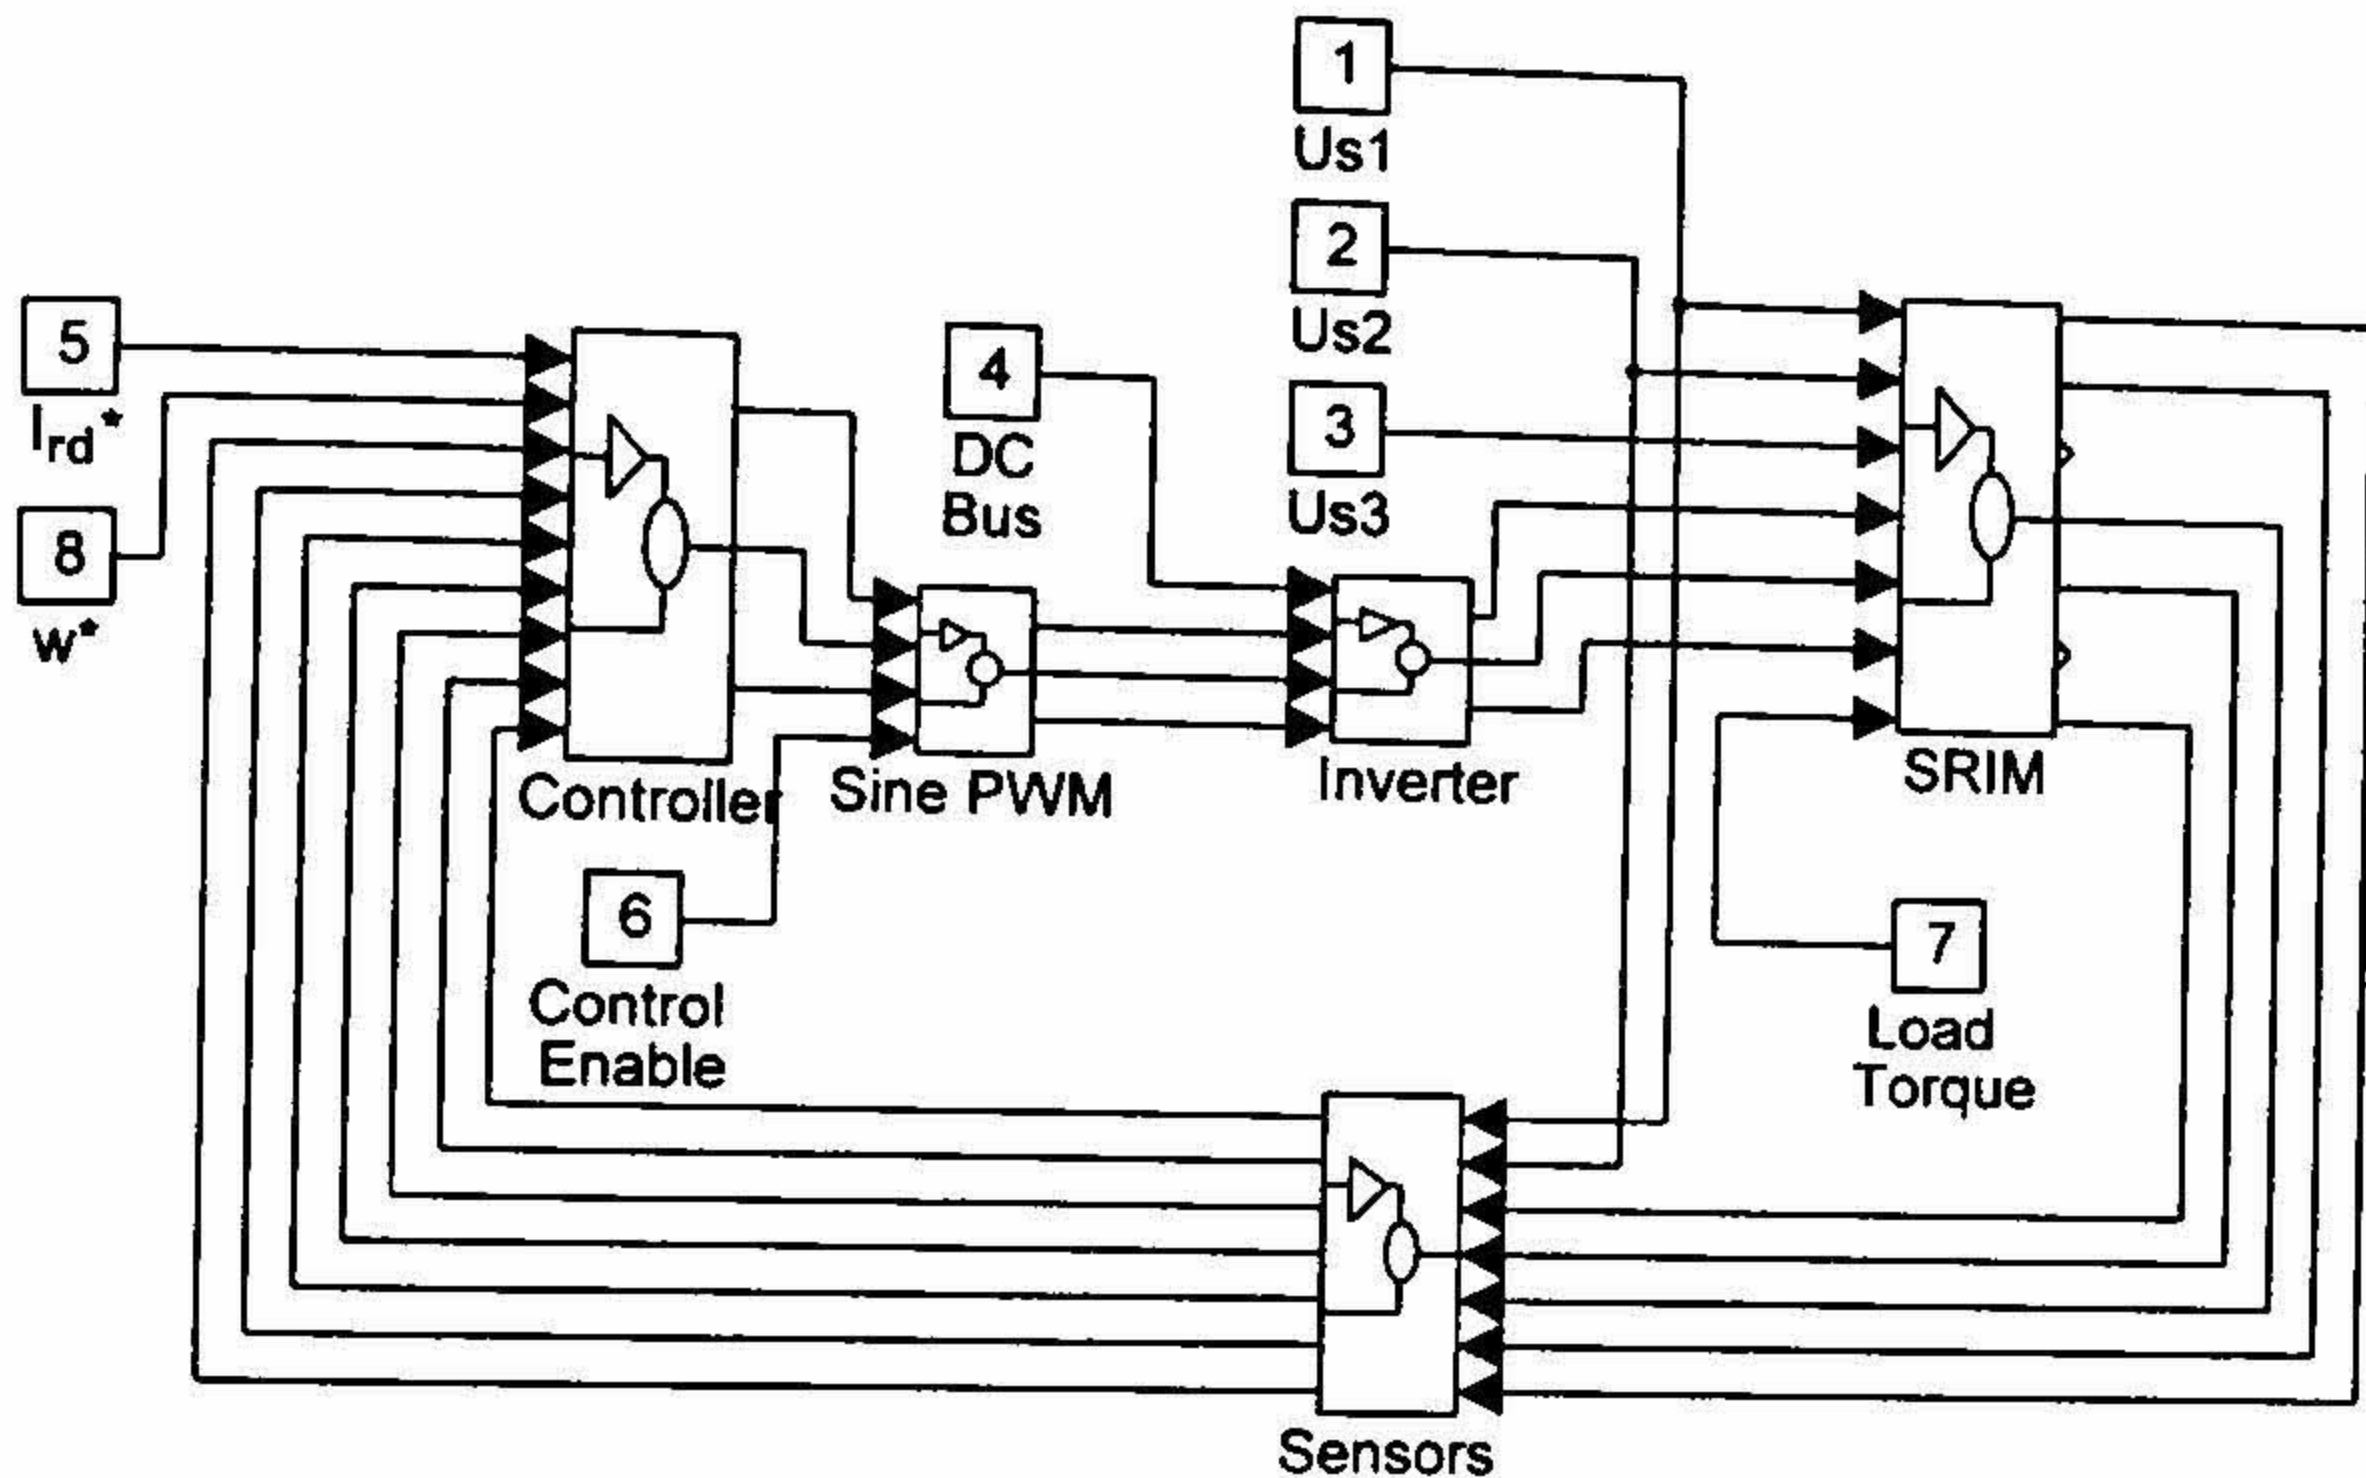 1
Us1
2
Us2
3
Us3
4
DC
Bus
5
Ird*
8
w*
Controller
Sine PWM
Inverter
SRIM
6
Control
Enable
7
Load
Torque
Sensors